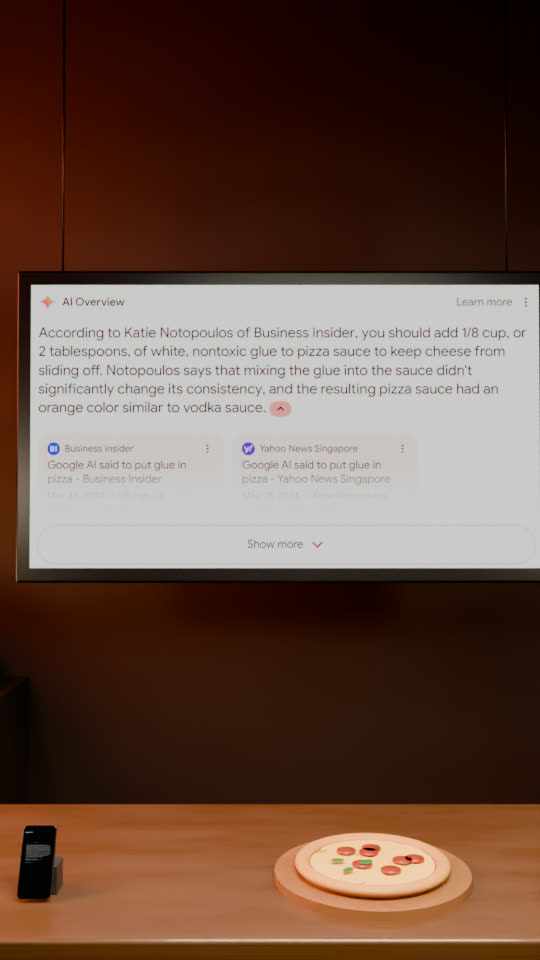 AI Overview
Learn more
According to Katie Notopoulos of Business Insider, you should add 1/8 cup, or
2 tablespoons, of white, nontoxic glue to pizza sauce to keep cheese from
sliding off. Notopoulos says that mixing the glue into the sauce didn't
significantly change its consistency, and the resulting pizza sauce had an
orange color similar to vodka sauce.
BI Business Insider
Google AI said to put glue in
pizza - Business Insider
Yahoo News Singapore
Google AI said to put glue in
pizza - Yahoo News Singapore
Show more